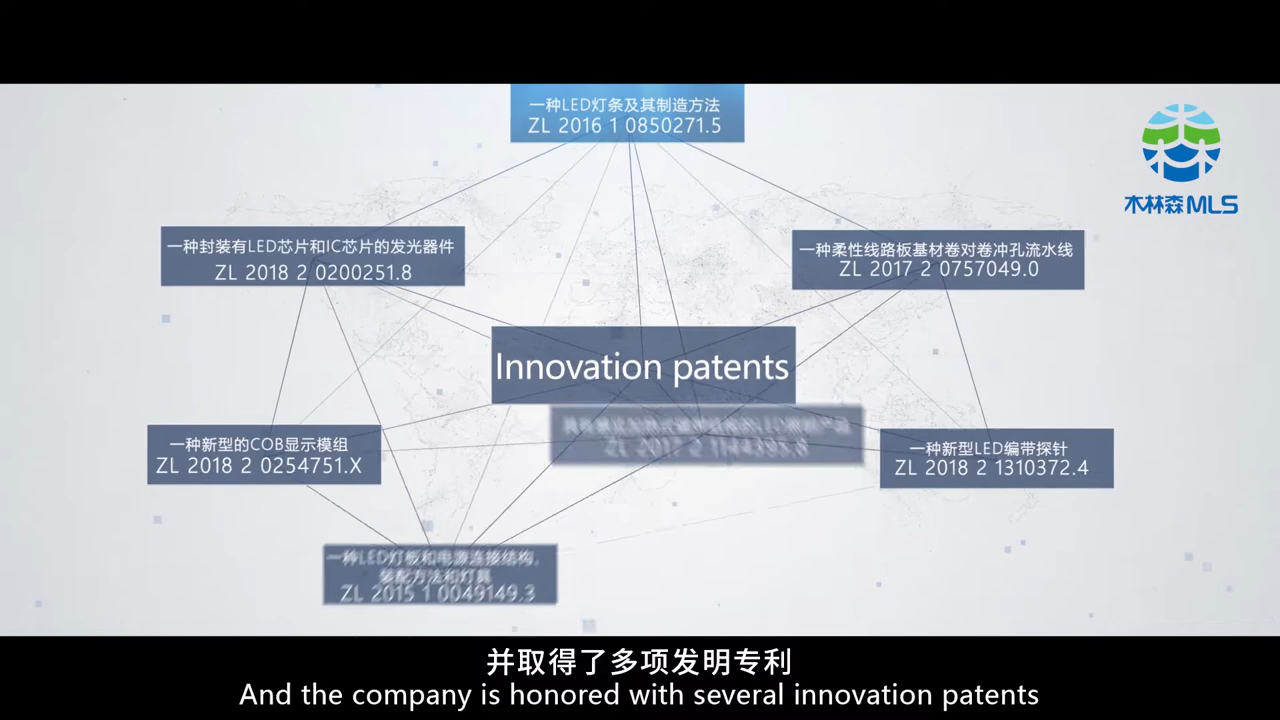 一种LED灯条及其制造方法
ZL 2016 1 0850271.5
木林森MLS
一种封装有LED芯片和IC芯片的发光器件
ZL 2018 2 0200251.8
一种柔性线路板基材卷对卷冲孔流水线
ZL 2017 2 0757049.0
Innovation patents
一种新型的COB显示模组
ZL 2018 2 0254751.X
ZL 2017 2 1144393.8
一种新型LED编带探针
ZL 2018 2 1310372.4
一种LED灯板和电源连接结构,
装配方法和灯具
ZL 2015 1 0049149.3
并取得了多项发明专利
And the company is honored with several innovation patents